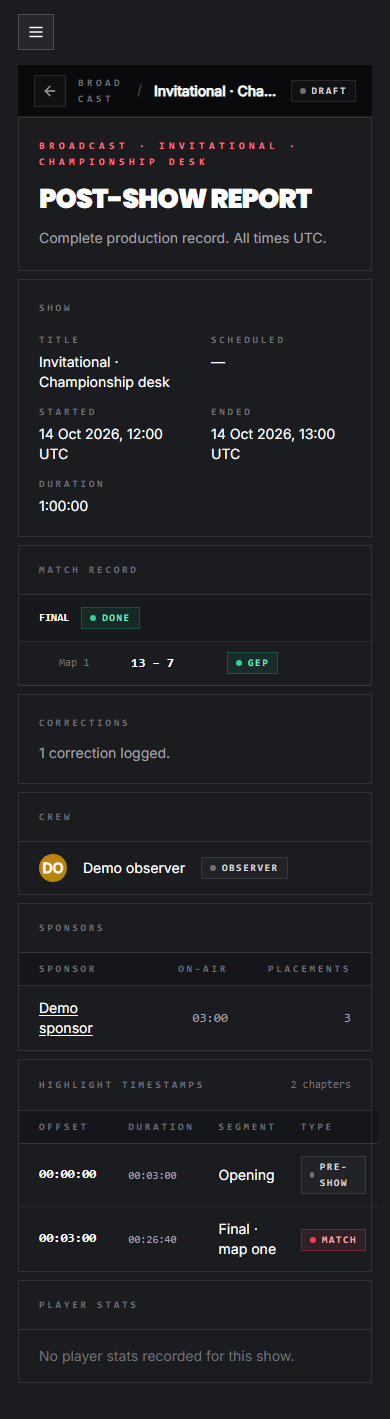 BROAD
CAST
/
Invitational · Cha...
DRAFT
BROADCAST · INVITATIONAL ·
CHAMPIONSHIP DESK
POST-SHOW REPORT
Complete production record. All times UTC.
SHOW
TITLE
SCHEDULED
Invitational ·
Championship desk
—
STARTED
ENDED
14 Oct 2026, 12:00
UTC
14 Oct 2026, 13:00
UTC
DURATION
1:00:00
MATCH RECORD
FINAL DONE
Map 1 13 – 7 GEP
CORRECTIONS
1 correction logged.
CREW
DO Demo observer OBSERVER
SPONSORS
SPONSOR ON-AIR PLACEMENTS
Demo
sponsor
03:00 3
HIGHLIGHT TIMESTAMPS 2 chapters
OFFSET DURATION SEGMENT TYPE
00:00:00 00:03:00 Opening PRE-
SHOW
00:03:00 00:26:40 Final ·
map one
MATCH
PLAYER STATS
No player stats recorded for this show.